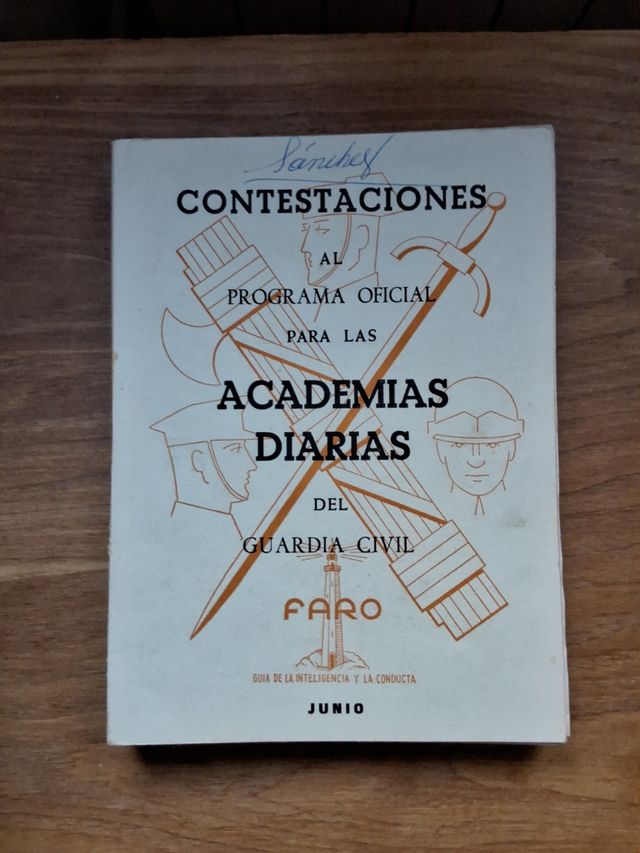 Sánchez
CONTESTACIONES
AL
PROGRAMA OFICIAL
PARA LAS
ACADEMIAS
DIARIAS
DEL
GUARDIA CIVIL
FARO
GUIA DE LA INTELIGENCIA Y LA CONDUCTA
JUNIO